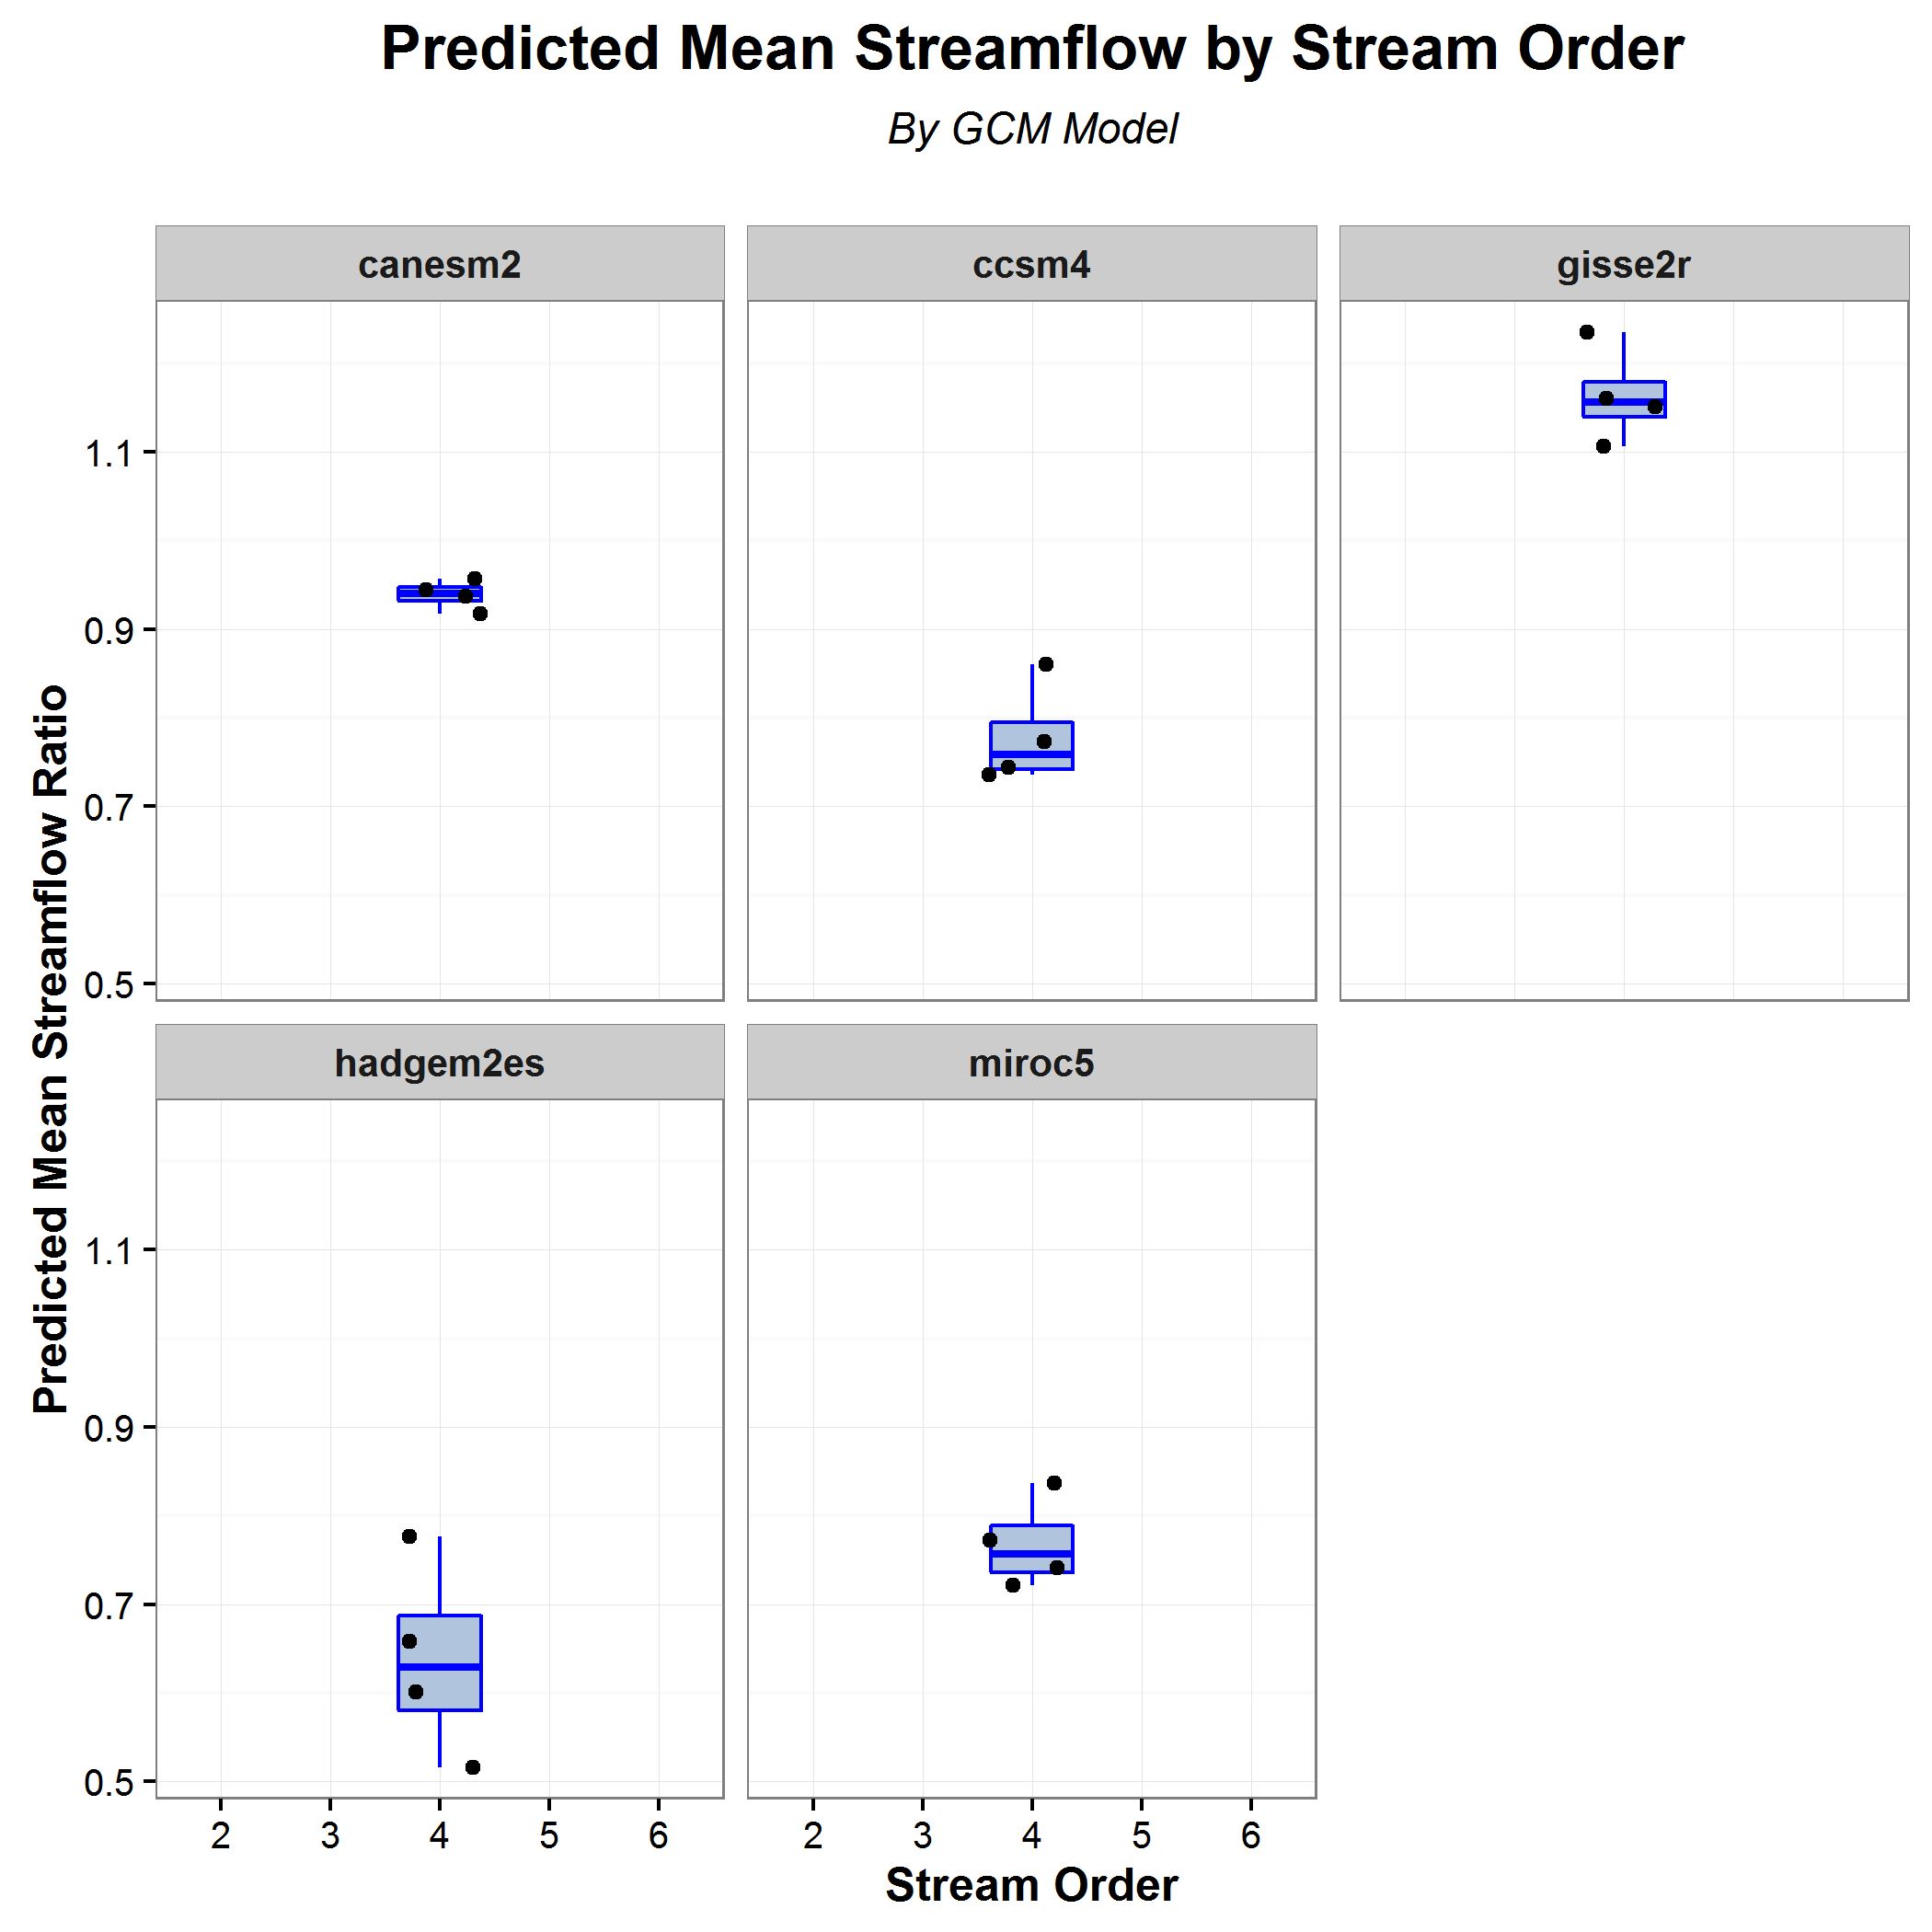 Predicted Mean Streamflow by Stream Order
By GCM Model
canesm2
ccsm4
gisse2r
1.1
0.9
0.7
0.5
Predicted Mean Streamflow Ratio
hadgem2es
miroc5
1.1
0.9
0.7
0.5
2 3 4 5 6
2 3 4 5 6
Stream Order